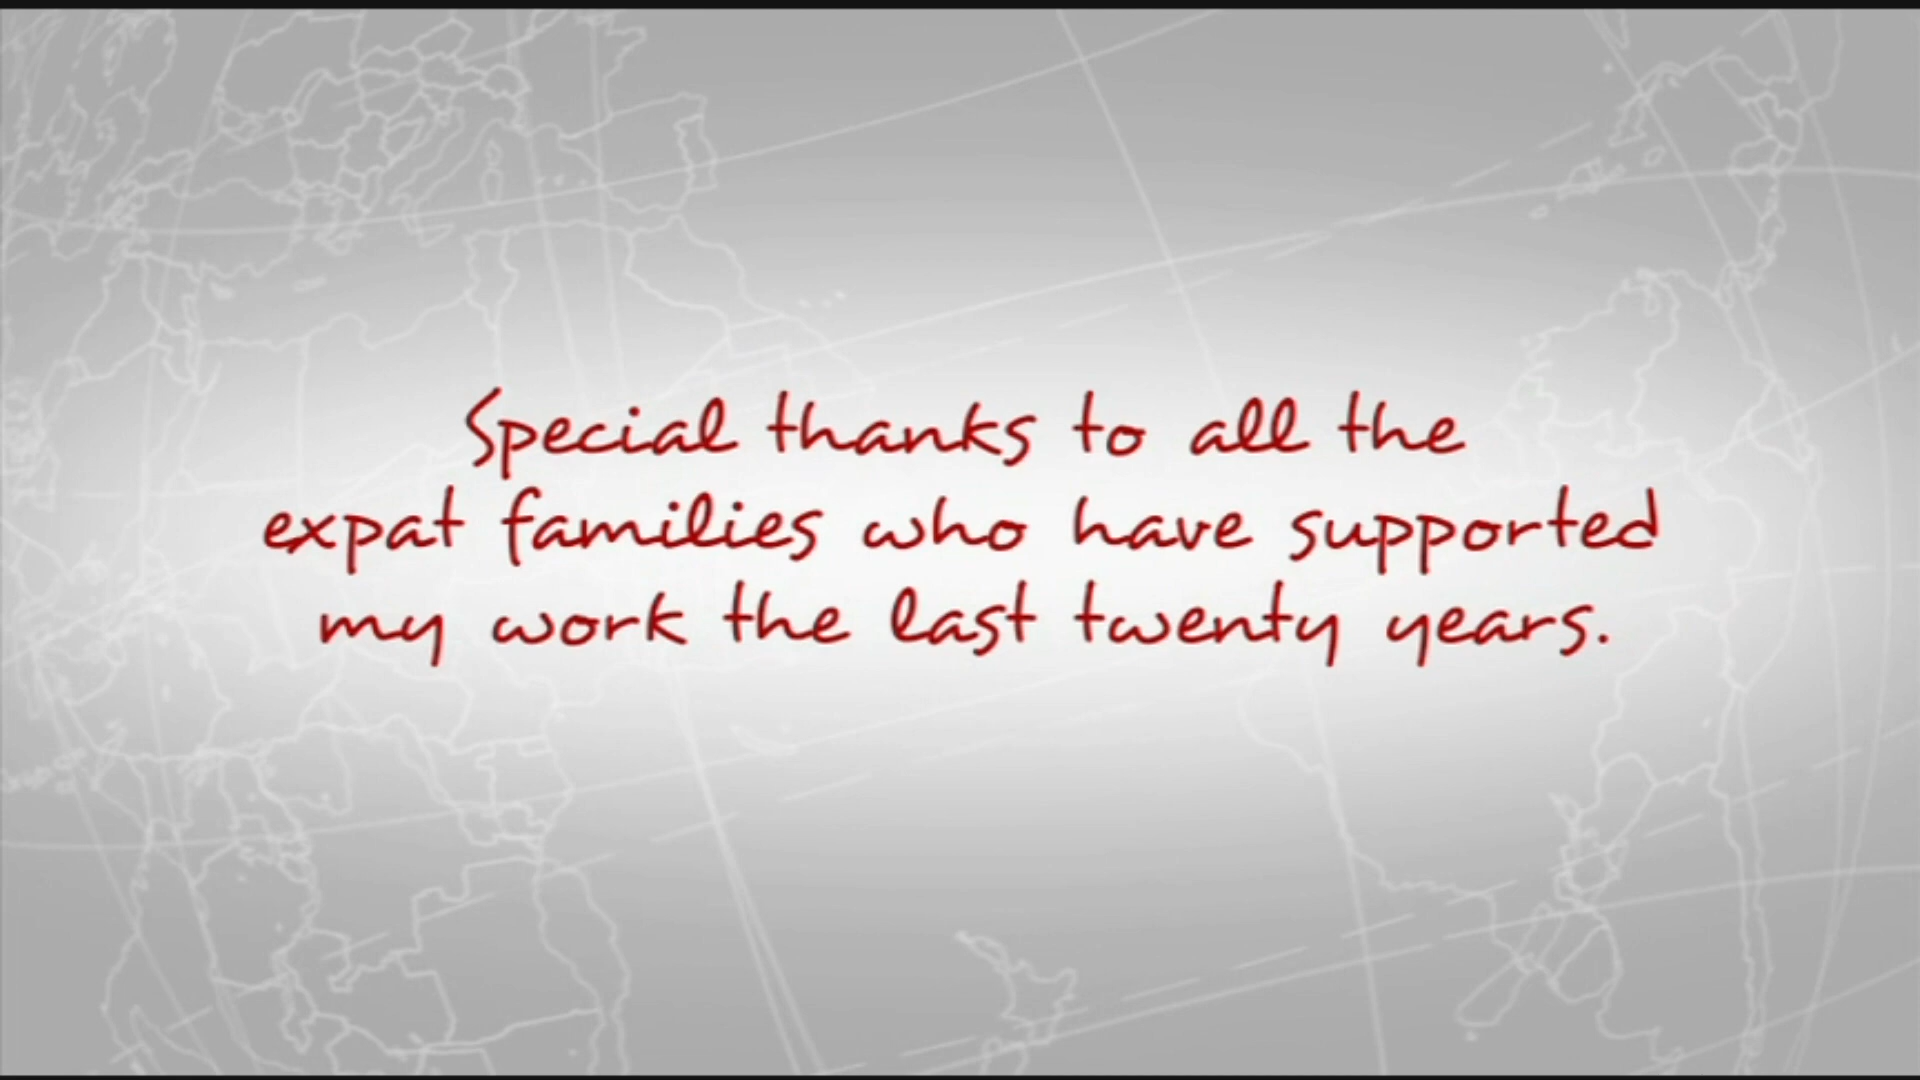 Special thanks to all the
expat families who have supported
my work the last twenty years.